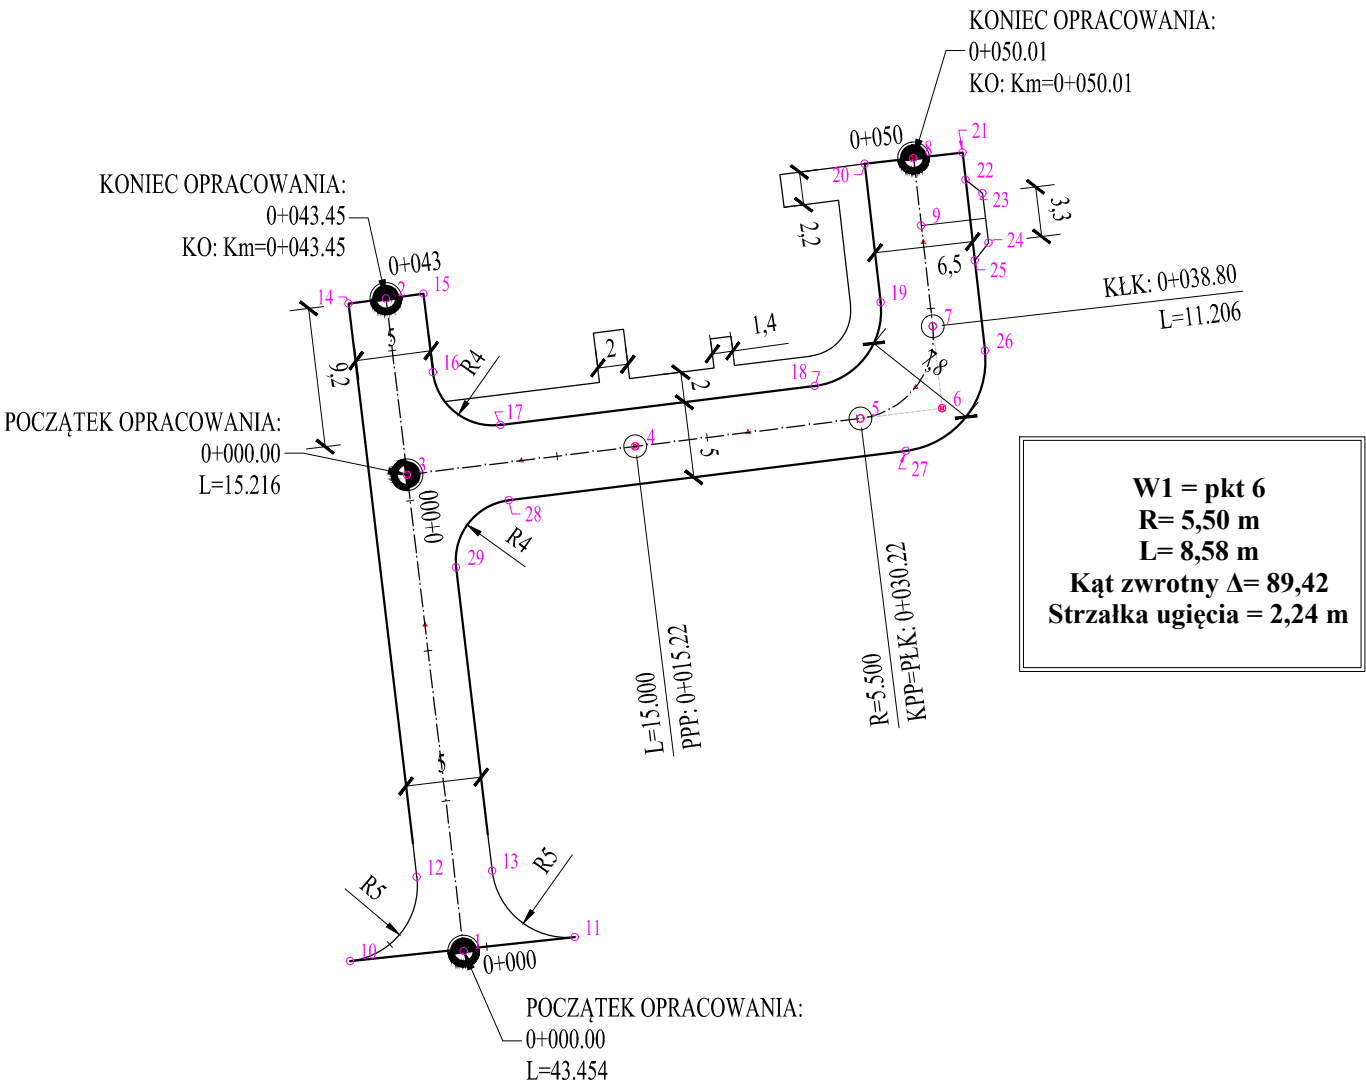 KONIEC OPRACOWANIA:
0+050.01
KO: Km=0+050.01
0+050
8
21
20
22
23
3,3
2,2
9
24
6,5
25
KONIEC OPRACOWANIA:
0+043.45
KO: Km=0+043.45
0+043
14
2
15
5
9,2
16
R4
17
2
1,4
2
18
19
7
KŁK: 0+038.80
L=11.206
26
7,8
6
5
POCZĄTEK OPRACOWANIA:
0+000.00
L=15.216
3
0+000
4
5
27
28
R4
29
W1 = pkt 6
R= 5,50 m
L= 8,58 m
Kąt zwrotny Δ= 89,42
Strzałka ugięcia = 2,24 m
L=15.000
PPP: 0+015.22
R=5.500
KPP=PŁK: 0+030.22
5
12
13
R5
R5
10
1
11
0+000
POCZĄTEK OPRACOWANIA:
0+000.00
L=43.454